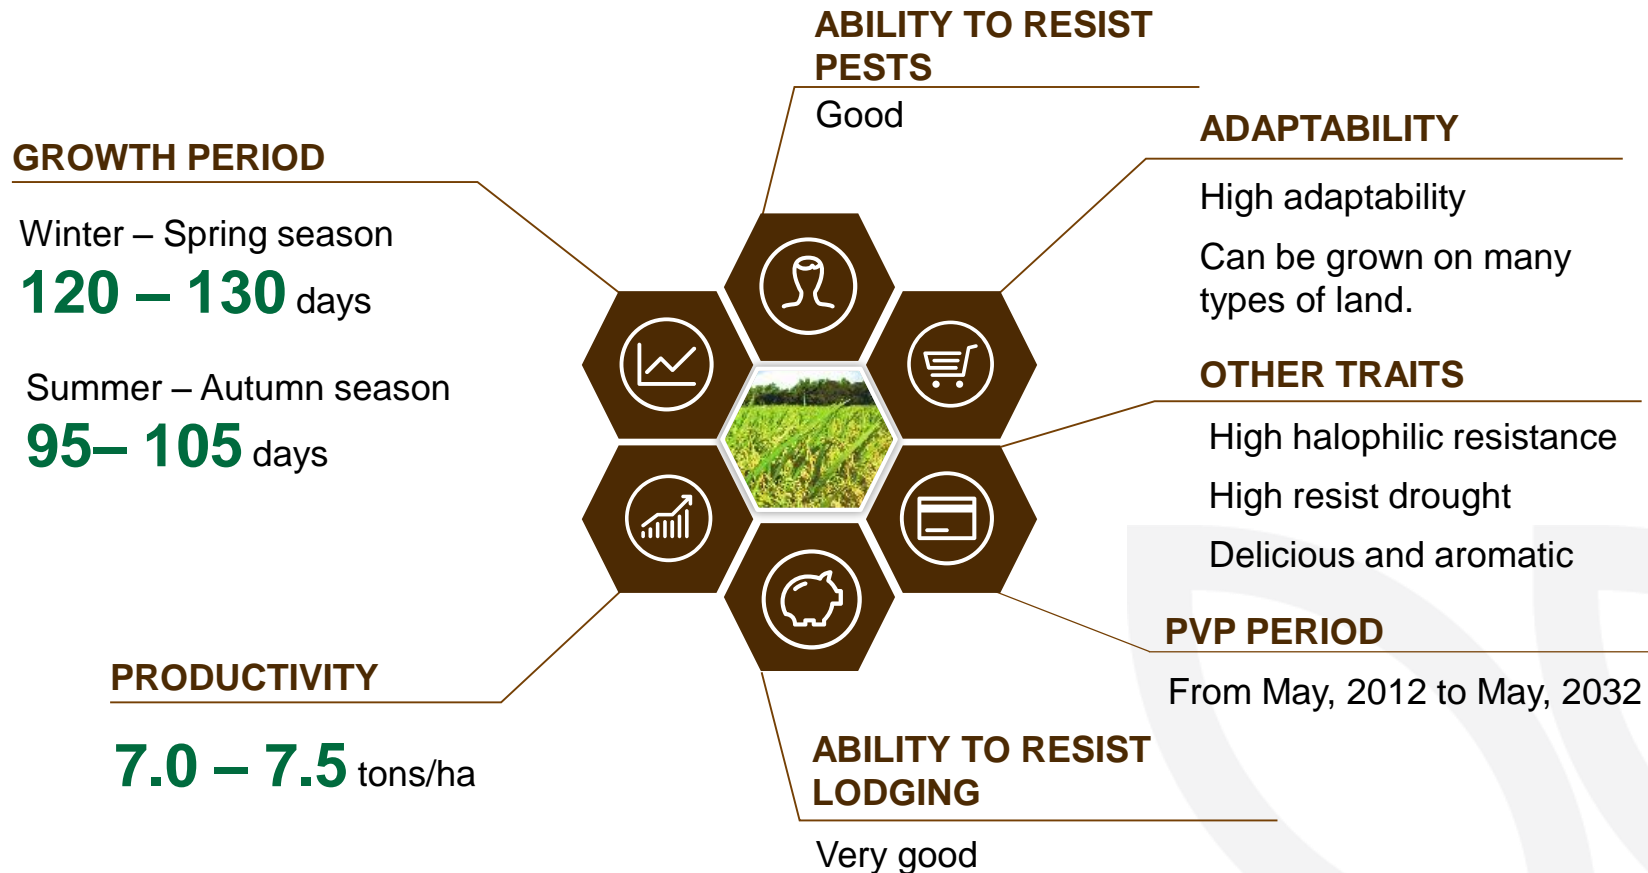 ABILITY TO RESIST
PESTS
Good
GROWTH PERIOD
Winter – Spring season
120 – 130 days
Summer – Autumn season
95– 105 days
ADAPTABILITY
High adaptability
Can be grown on many
types of land.
OTHER TRAITS
High halophilic resistance
High resist drought
Delicious and aromatic
PVP PERIOD
From May, 2012 to May, 2032
PRODUCTIVITY
7.0 – 7.5 tons/ha
ABILITY TO RESIST
LODGING
Very good